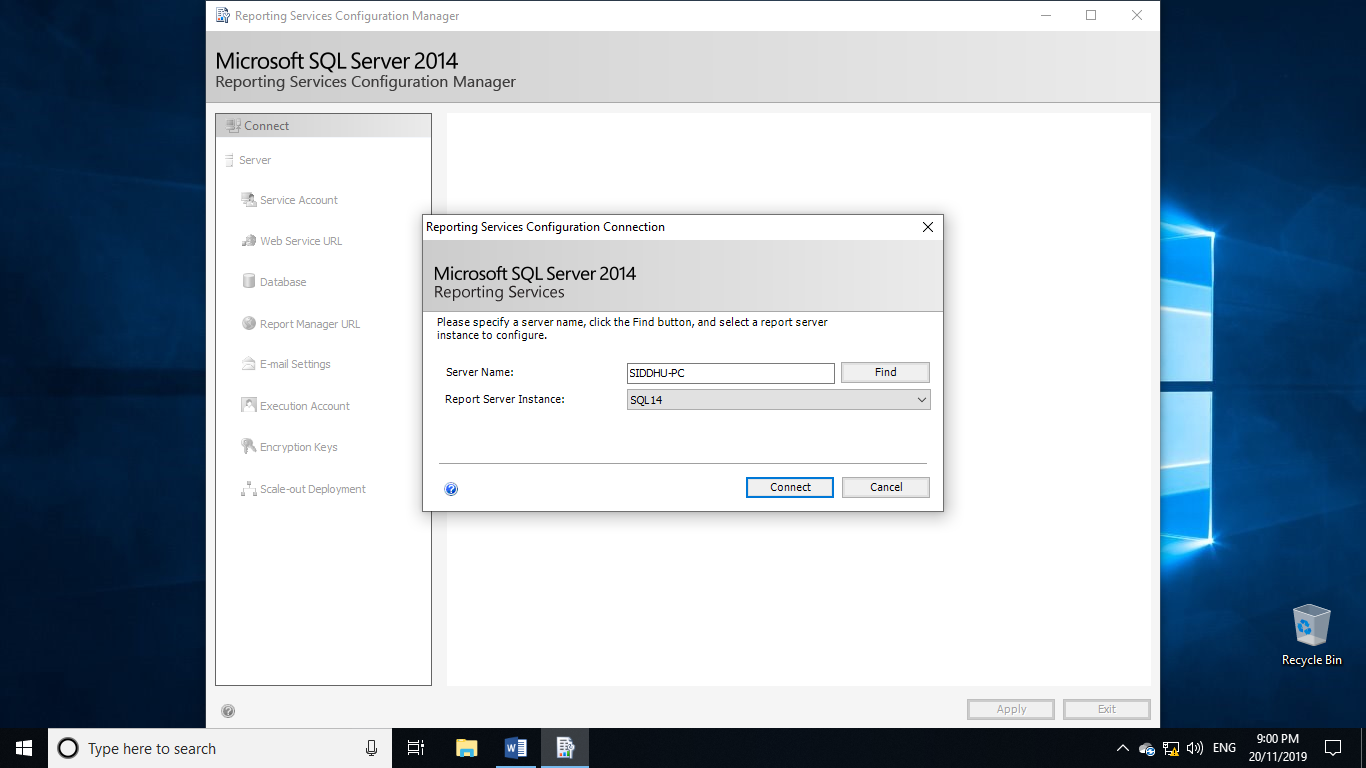 Reporting Services Configuration Manager
Microsoft SQL Server 2014
Reporting Services Configuration Manager
Connect
Server
Service Account
Web Service URL
Database
Report Manager URL
E-mail Settings
Execution Account
Encryption Keys
Scale-out Deployment
Reporting Services Configuration Connection
Microsoft SQL Server 2014
Reporting Services
Please specify a server name, click the Find button, and select a report server
instance to configure.
Server Name: SIDDHU-PC Find
Report Server Instance: SQL14
Connect Cancel
Apply Exit
Recycle Bin
Type here to search
ENG
9:00 PM
20/11/2019